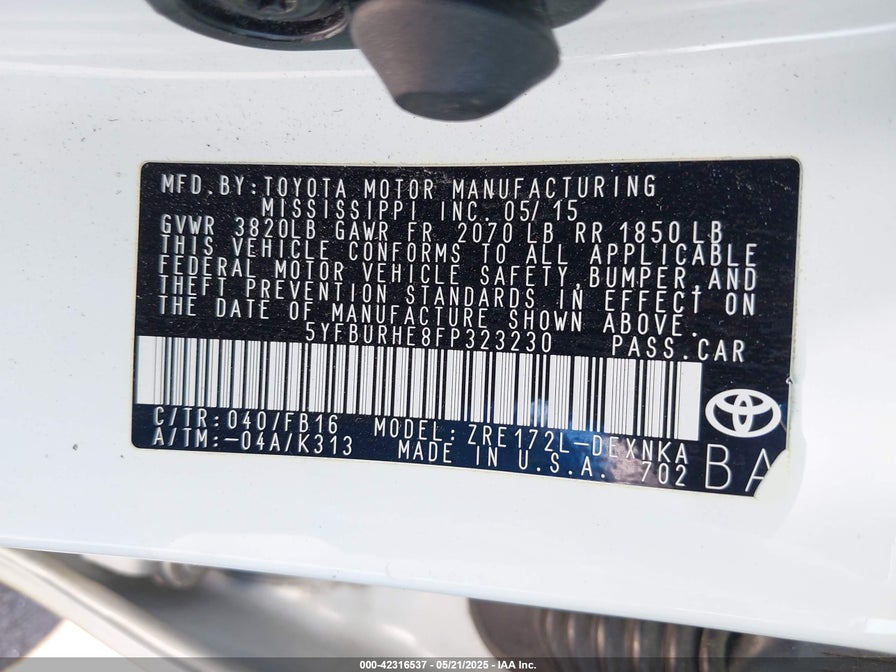 MFD.BY:TOYOTA MOTOR MANUFACTURING
MISSISSIPPI INC. 05/15
GVWR 3820LB GAWR FR 2070 LB RR 1850 LB
THIS VEHICLE CONFORMS TO ALL APPLICABLE
FEDERAL MOTOR VEHICLE SAFETY,BUMPER,AND
THEFT PREVENTION STANDARDS IN EFFECT ON
THE DATE OF MANUFACTURE SHOWN ABOVE.
5YFBURHE8FP323230 PASS.CAR
C/TR:040/FB16 MODEL:ZRE172L-DEXNKA
A/TM:-04A/K313 MADE IN U.S.A. 702 BA
000-42316537 - 05/21/2025 - IAA Inc.